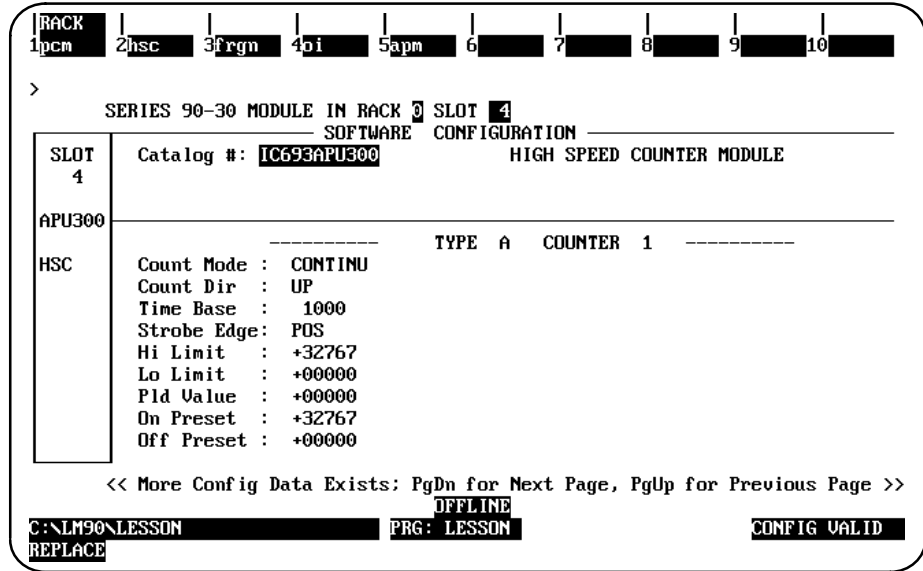 RACK
1pcm 2hsc 3frgn 4oi 5apm 6 7 8 9 10
>
SERIES 90-30 MODULE IN RACK 0 SLOT 4
SOFTWARE CONFIGURATION
SLOT Catalog #: IC693APU300 HIGH SPEED COUNTER MODULE
4
APU300
---------- TYPE A COUNTER 1 ----------
HSC Count Mode : CONTINU
Count Dir : UP
Time Base : 1000
Strobe Edge: POS
Hi Limit : +32767
Lo Limit : +00000
Pld Value : +00000
On Preset : +32767
Off Preset : +00000
<< More Config Data Exists; PgDn for Next Page, PgUp for Previous Page >>
OFFLINE
C:\LM90\LESSON PRG: LESSON CONFIG VALID
REPLACE